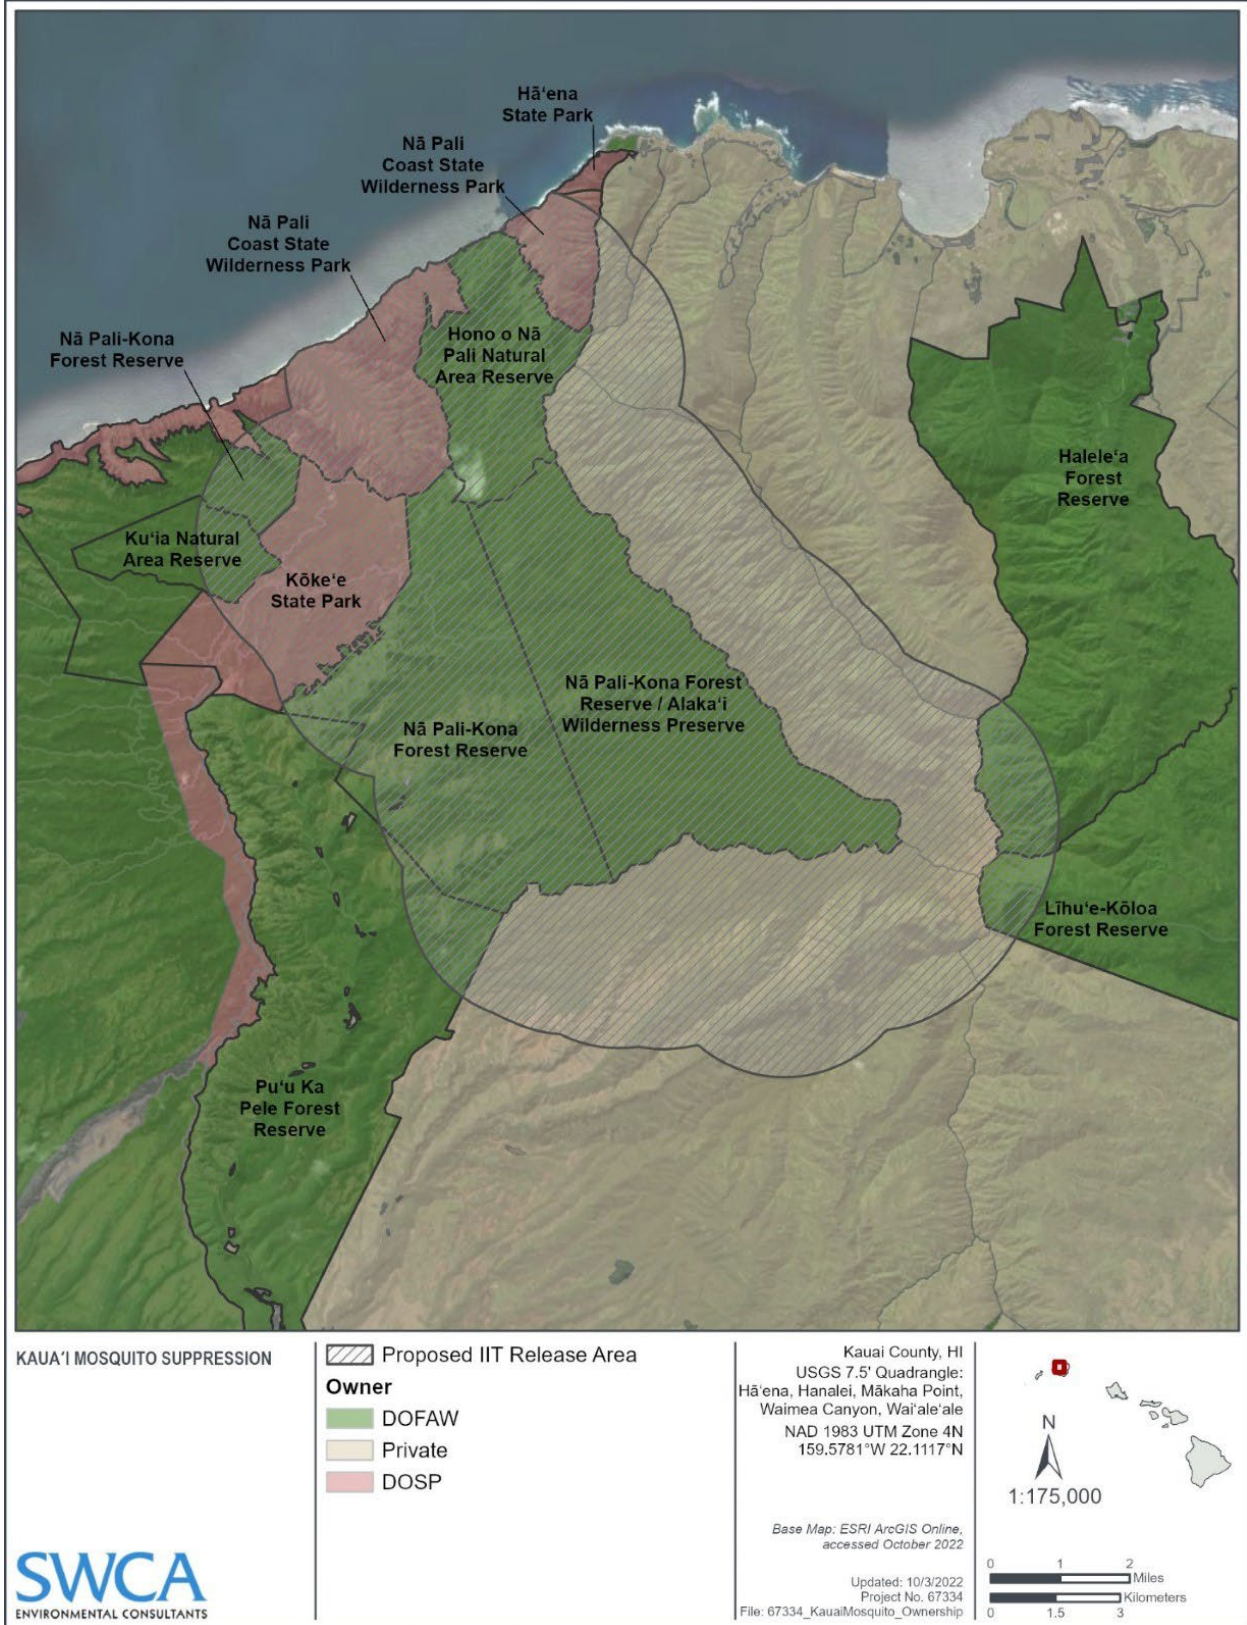 Hā‘ena
State Park
Nā Pali
Coast State
Wilderness Park
Nā Pali
Coast State
Wilderness Park
Nā Pali-Kona
Forest Reserve
Hono o Nā
Pali Natural
Area Reserve
Halele‘a
Forest
Reserve
Ku‘ia Natural
Area Reserve
Kōke‘e
State Park
Nā Pali-Kona Forest
Reserve / Alaka‘i
Wilderness Preserve
Nā Pali-Kona
Forest Reserve
Līhu‘e-Kōloa
Forest Reserve
Pu‘u Ka
Pele Forest
Reserve
KAUA‘I MOSQUITO SUPPRESSION
Proposed IIT Release Area
Owner
DOFAW
Private
DOSP
Kauai County, HI
USGS 7.5' Quadrangle:
Hā‘ena, Hanalei, Mākaha Point,
Waimea Canyon, Wai‘ale‘ale
NAD 1983 UTM Zone 4N
159.5781°W 22.1117°N
Base Map: ESRI ArcGIS Online,
accessed October 2022
Updated: 10/3/2022
Project No. 67334
File: 67334_KauaiMosquito_Ownership
N
1:175,000
0 1 2
Miles
Kilometers
0 1.5 3
SWCA
ENVIRONMENTAL CONSULTANTS